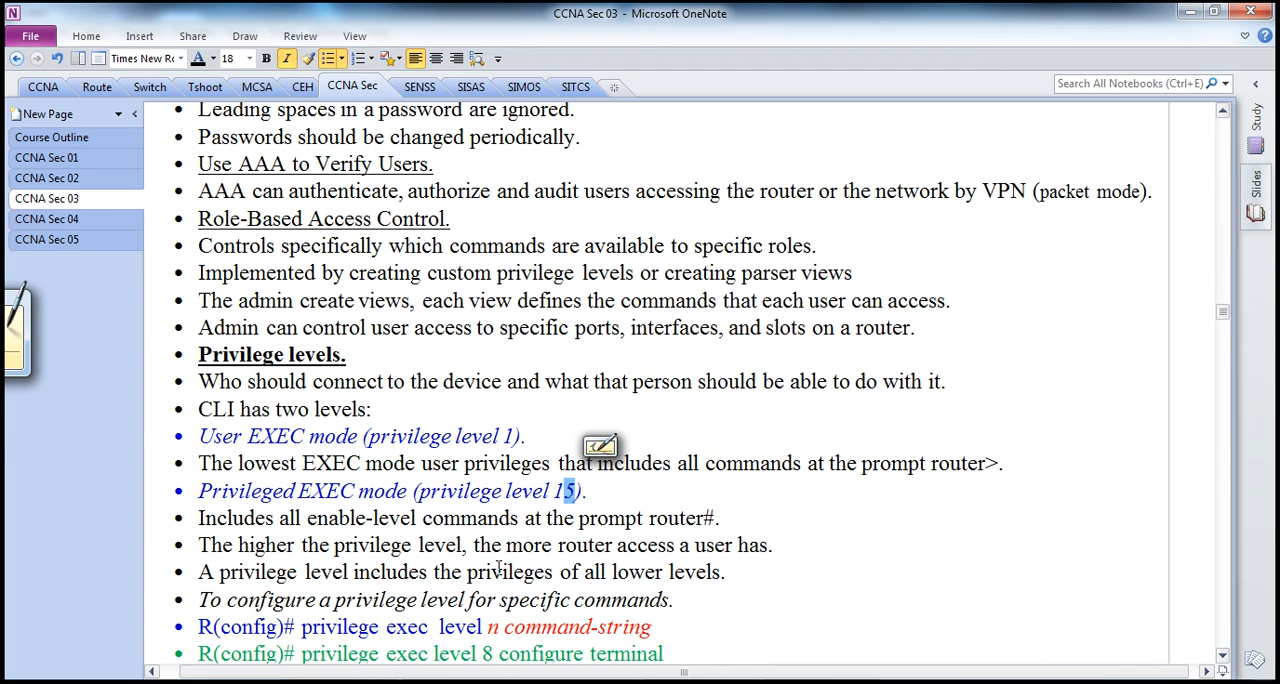 CCNA Sec 03 - Microsoft OneNote
File Home Insert Share Draw Review View
Times New Ro 18 B I
CCNA Route Switch Tshoot MCSA CEH CCNA Sec SENSS SISAS SIMOS SITCS
Search All Notebooks (Ctrl+E)
New Page
Course Outline
CCNA Sec 01
CCNA Sec 02
CCNA Sec 03
CCNA Sec 04
CCNA Sec 05
• Leading spaces in a password are ignored.
• Passwords should be changed periodically.
• Use AAA to Verify Users.
• AAA can authenticate, authorize and audit users accessing the router or the network by VPN (packet mode).
• Role-Based Access Control.
• Controls specifically which commands are available to specific roles.
• Implemented by creating custom privilege levels or creating parser views
• The admin create views, each view defines the commands that each user can access.
• Admin can control user access to specific ports, interfaces, and slots on a router.
• Privilege levels.
• Who should connect to the device and what that person should be able to do with it.
• CLI has two levels:
• User EXEC mode (privilege level 1).
• The lowest EXEC mode user privileges that includes all commands at the prompt router>.
• Privileged EXEC mode (privilege level 15).
• Includes all enable-level commands at the prompt router#.
• The higher the privilege level, the more router access a user has.
• A privilege level includes the privileges of all lower levels.
• To configure a privilege level for specific commands.
• R(config)# privilege exec level n command-string
• R(config)# privilege exec level 8 configure terminal
Study
Slides